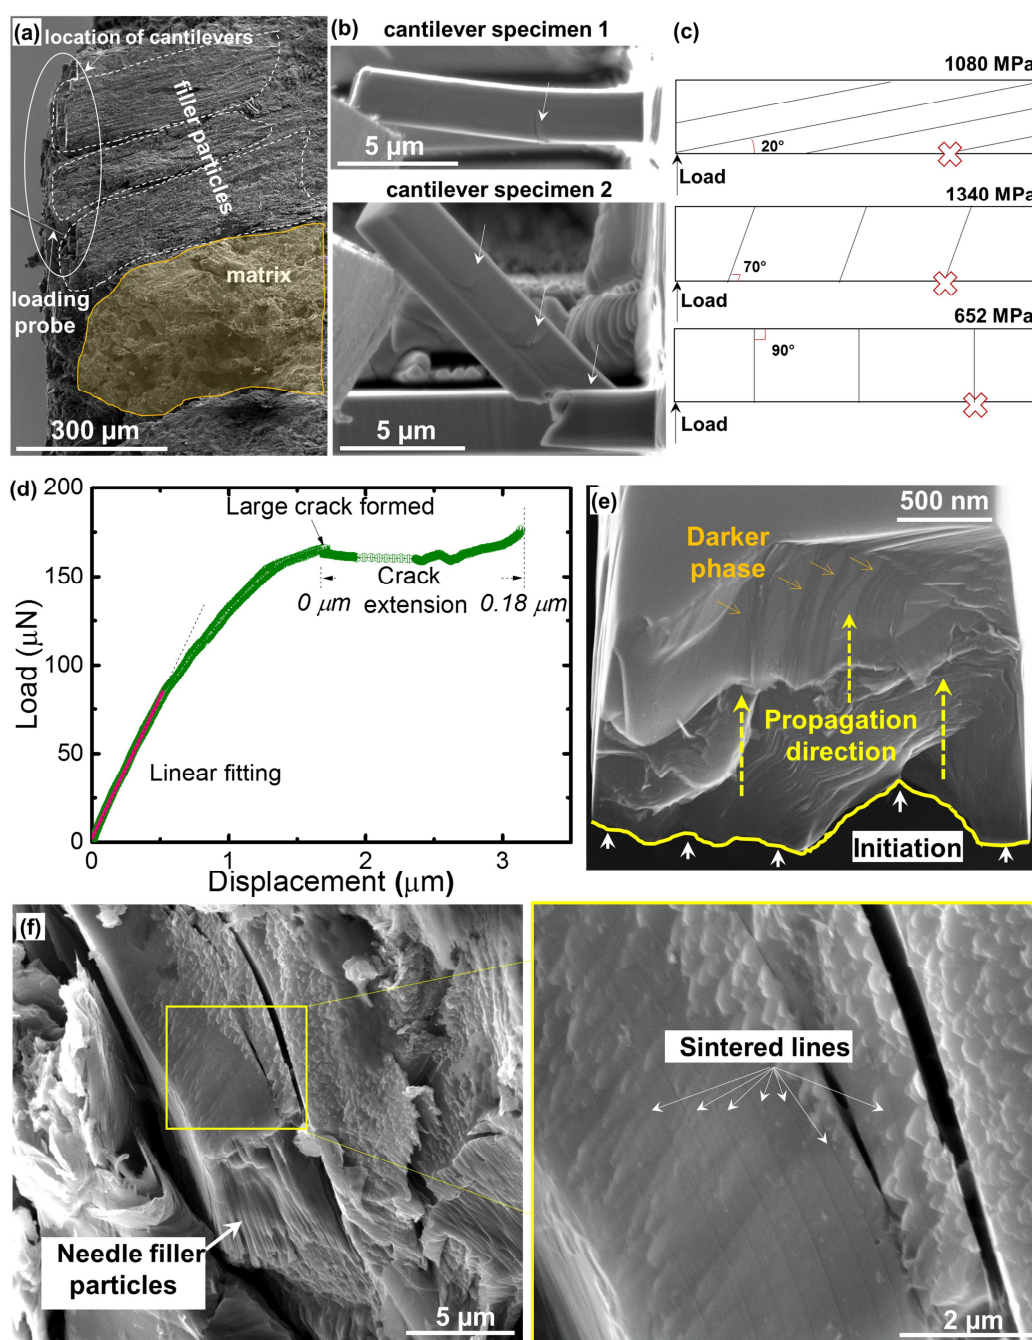 (a)
location of cantilevers
filler particles
matrix
loading
probe
300 µm
(b)
cantilever specimen 1
5 µm
cantilever specimen 2
5 µm
(c)
1080 MPa
20°
Load
1340 MPa
70°
Load
652 MPa
90°
Load
(d)
200
150
100
50
0
Load (µN)
Large crack formed
Crack
extension
0 µm
0.18 µm
Linear fitting
0
1
2
3
Displacement (µm)
(e)
500 nm
Darker
phase
Propagation
direction
Initiation
(f)
Needle filler
particles
5 µm
Sintered lines
2 µm